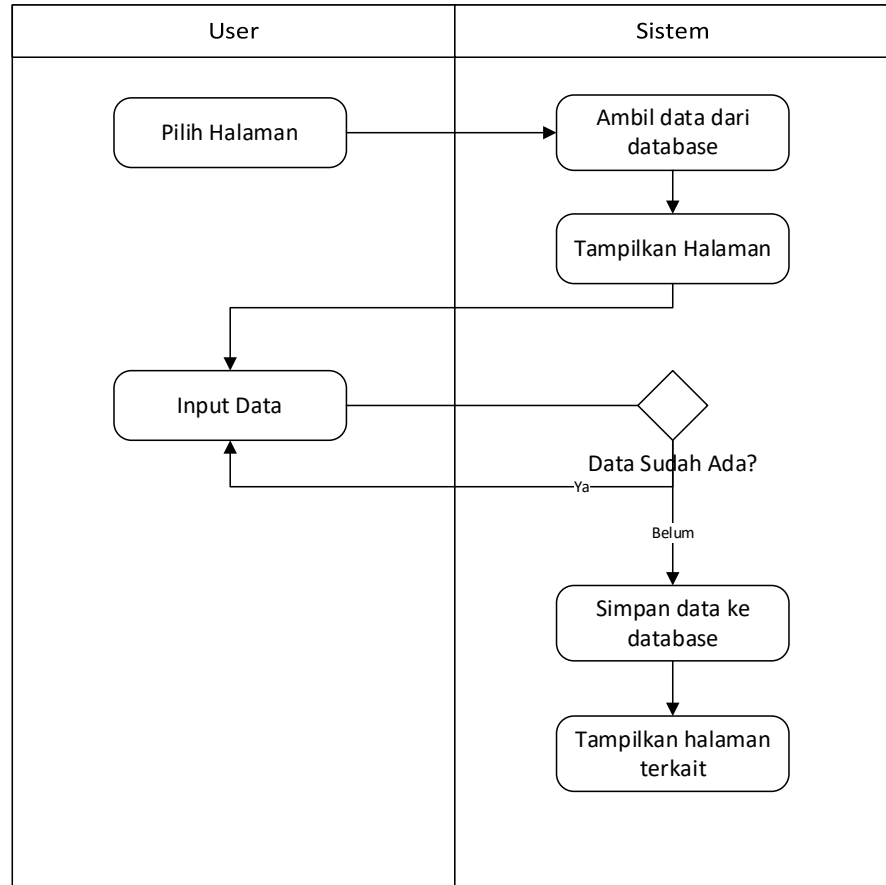 User
Sistem
Pilih Halaman
Ambil data dari
database
Tampilkan Halaman
Input Data
Data Sudah Ada?
Ya
Belum
Simpan data ke
database
Tampilkan halaman
terkait